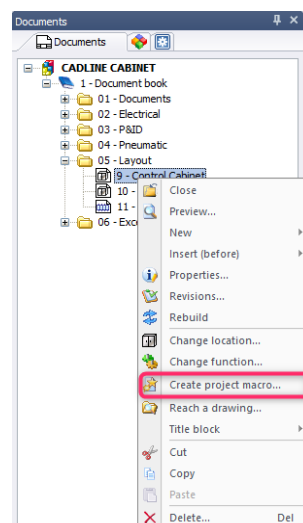 Documents
Documents
CADLINE CABINET
1 - Document book
01 - Documents
02 - Electrical
03 - P&ID
04 - Pneumatic
05 - Layout
9 - Control Cabinet
10 -
11 -
06 - Exc
Close
Preview...
New
Insert (before)
Properties...
Revisions...
Rebuild
Change location...
Change function...
Create project macro...
Reach a drawing...
Title block
Cut
Copy
Paste
Delete... Del